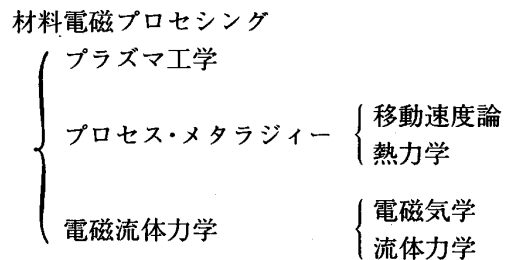 材料電磁プロセシング
プラズマ工学
プロセス・メタラジィー
移動速度論
熱力学
電磁流体力学
電磁気学
流体力学